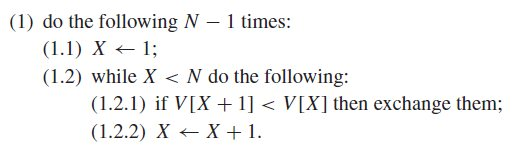 (1) do the following N − 1 times:
(1.1) X ← 1;
(1.2) while X < N do the following:
(1.2.1) if V[X + 1] < V[X] then exchange them;
(1.2.2) X ← X + 1.